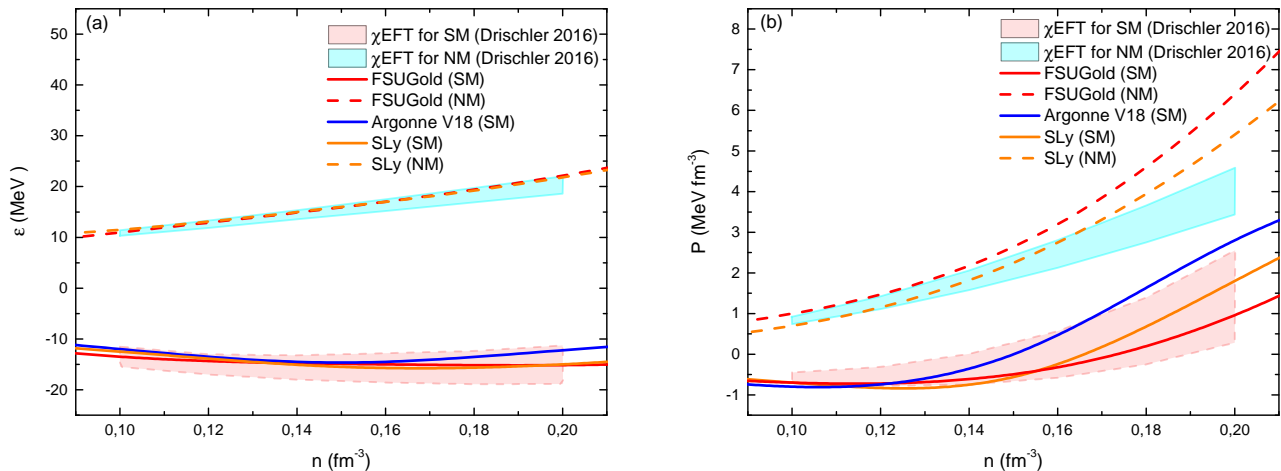 (a)
χEFT for SM (Drischler 2016)
χEFT for NM (Drischler 2016)
FSUGold (SM)
FSUGold (NM)
Argonne V18 (SM)
SLy (SM)
SLy (NM)
50
40
30
20
10
0
-10
-20
ε (MeV )
0,10
0,12
0,14
0,16
0,18
0,20
n (fm-3)
(b)
χEFT for SM (Drischler 2016)
χEFT for NM (Drischler 2016)
FSUGold (SM)
FSUGold (NM)
Argonne V18 (SM)
SLy (SM)
SLy (NM)
8
7
6
5
4
3
2
1
0
-1
P (MeV fm-3)
0,10
0,12
0,14
0,16
0,18
0,20
n (fm-3)